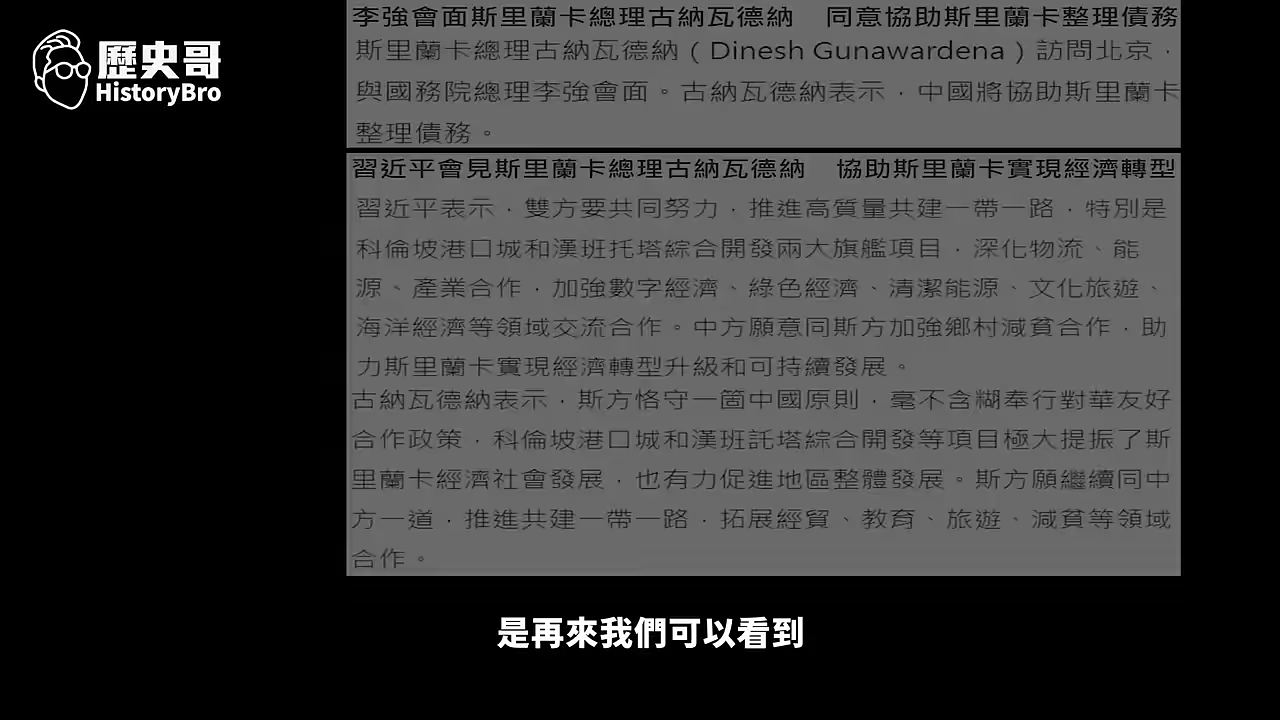 歷史哥
HistoryBro
李強會面斯里蘭卡總理古納瓦德納 同意協助斯里蘭卡整理債務
斯里蘭卡總理古納瓦德納（Dinesh Gunawardena）訪問北京，
與國務院總理李強會面。古納瓦德納表示，中國將協助斯里蘭卡
整理債務。
習近平會見斯里蘭卡總理古納瓦德納 協助斯里蘭卡實現經濟轉型
習近平表示，雙方要共同努力，推進高質量共建一帶一路，特別是
科倫坡港口城和漢班托塔綜合開發兩大旗艦項目，深化物流、能
源、產業合作，加強數字經濟、綠色經濟、清潔能源、文化旅遊、
海洋經濟等領域交流合作。中方願意同斯方加強鄉村減貧合作，助
力斯里蘭卡實現經濟轉型升級和可持續發展。
古納瓦德納表示，斯方恪守一箇中國原則，毫不含糊奉行對華友好
合作政策，科倫坡港口城和漢班託塔綜合開發等項目極大提振了斯
里蘭卡經濟社會發展，也有力促進地區整體發展。斯方願繼續同中
方一道，推進共建一帶一路，拓展經貿、教育、旅遊、減貧等領域
合作。
是再來我們可以看到